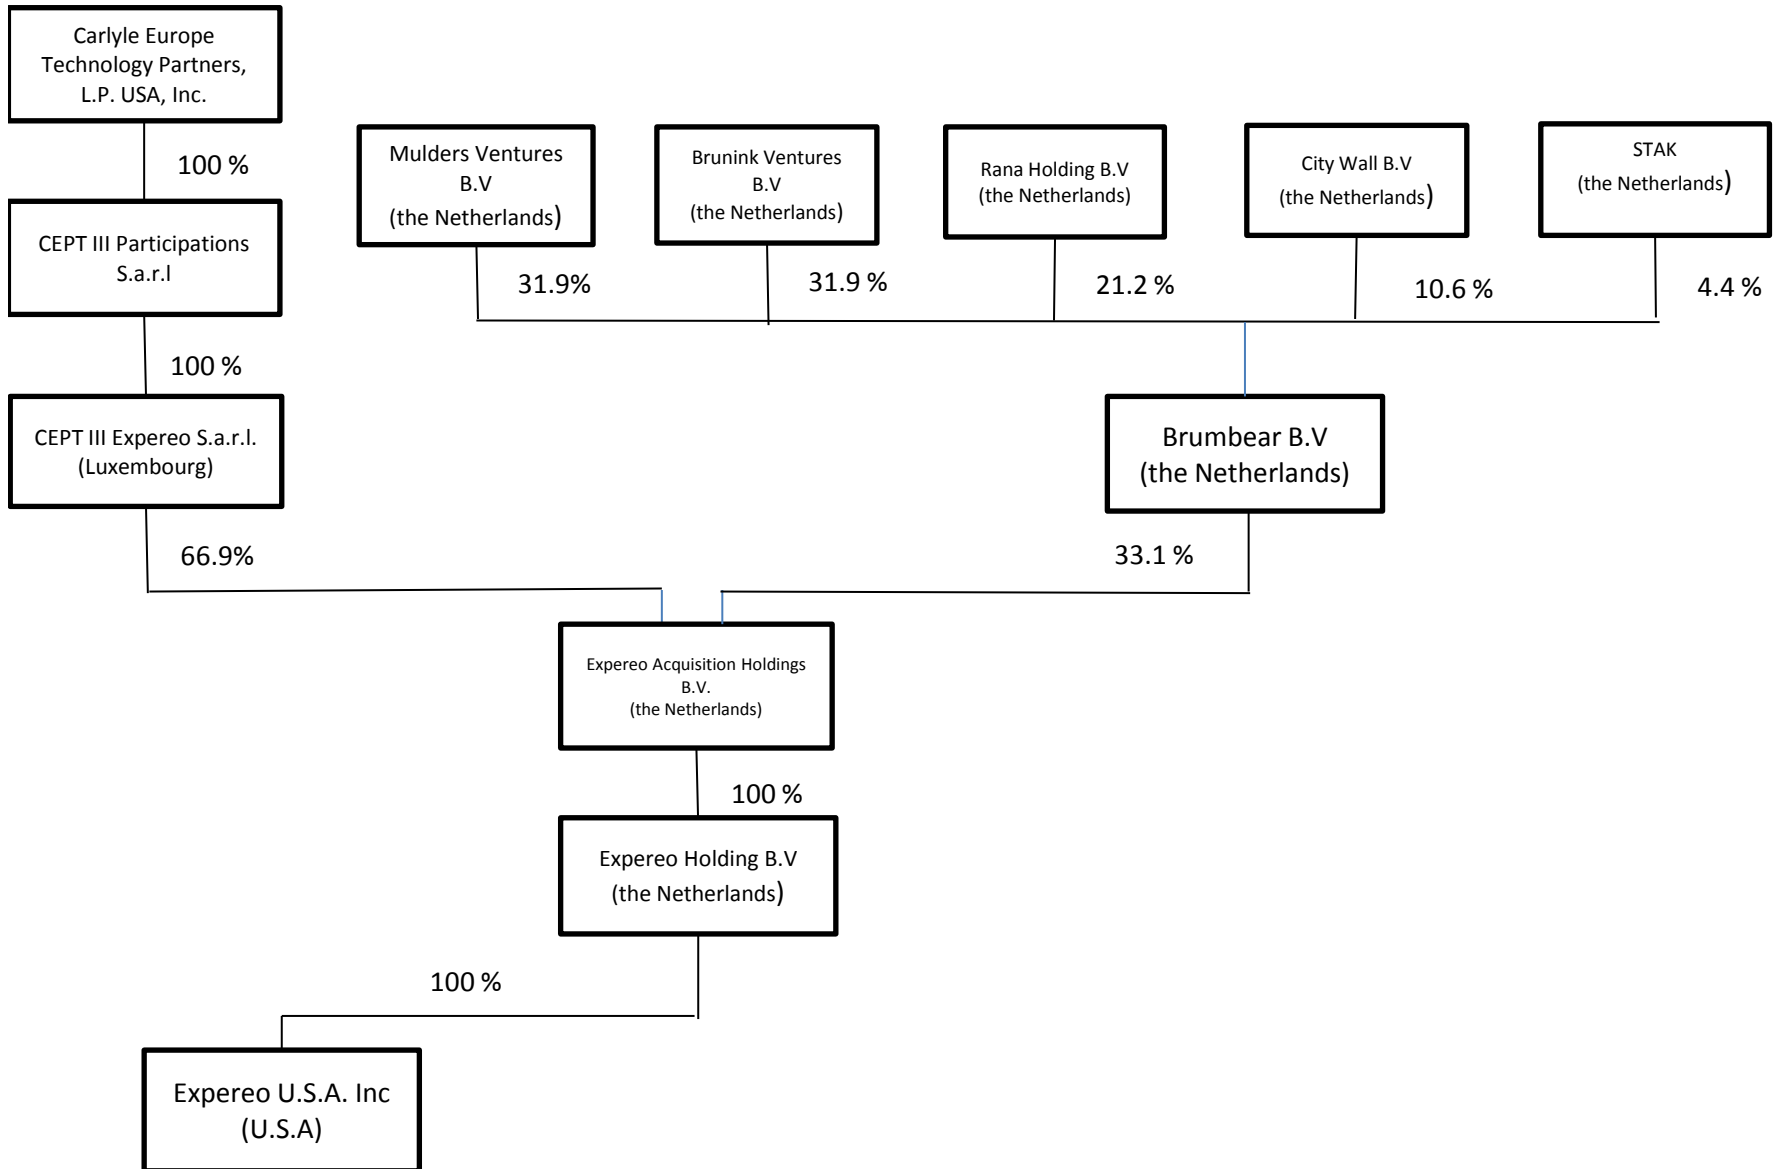 Carlyle Europe
Technology Partners,
L.P. USA, Inc.
100 %
Mulders Ventures
B.V
(the Netherlands)
Brunink Ventures
B.V
(the Netherlands)
Rana Holding B.V
(the Netherlands)
City Wall B.V
(the Netherlands)
STAK
(the Netherlands)
CEPT III Participations
S.a.r.l
31.9%
31.9 %
21.2 %
10.6 %
4.4 %
100 %
CEPT III Expereo S.a.r.l.
(Luxembourg)
Brumbear B.V
(the Netherlands)
66.9%
33.1 %
Expereo Acquisition Holdings
B.V.
(the Netherlands)
100 %
Expereo Holding B.V
(the Netherlands)
100 %
Expereo U.S.A. Inc
(U.S.A)